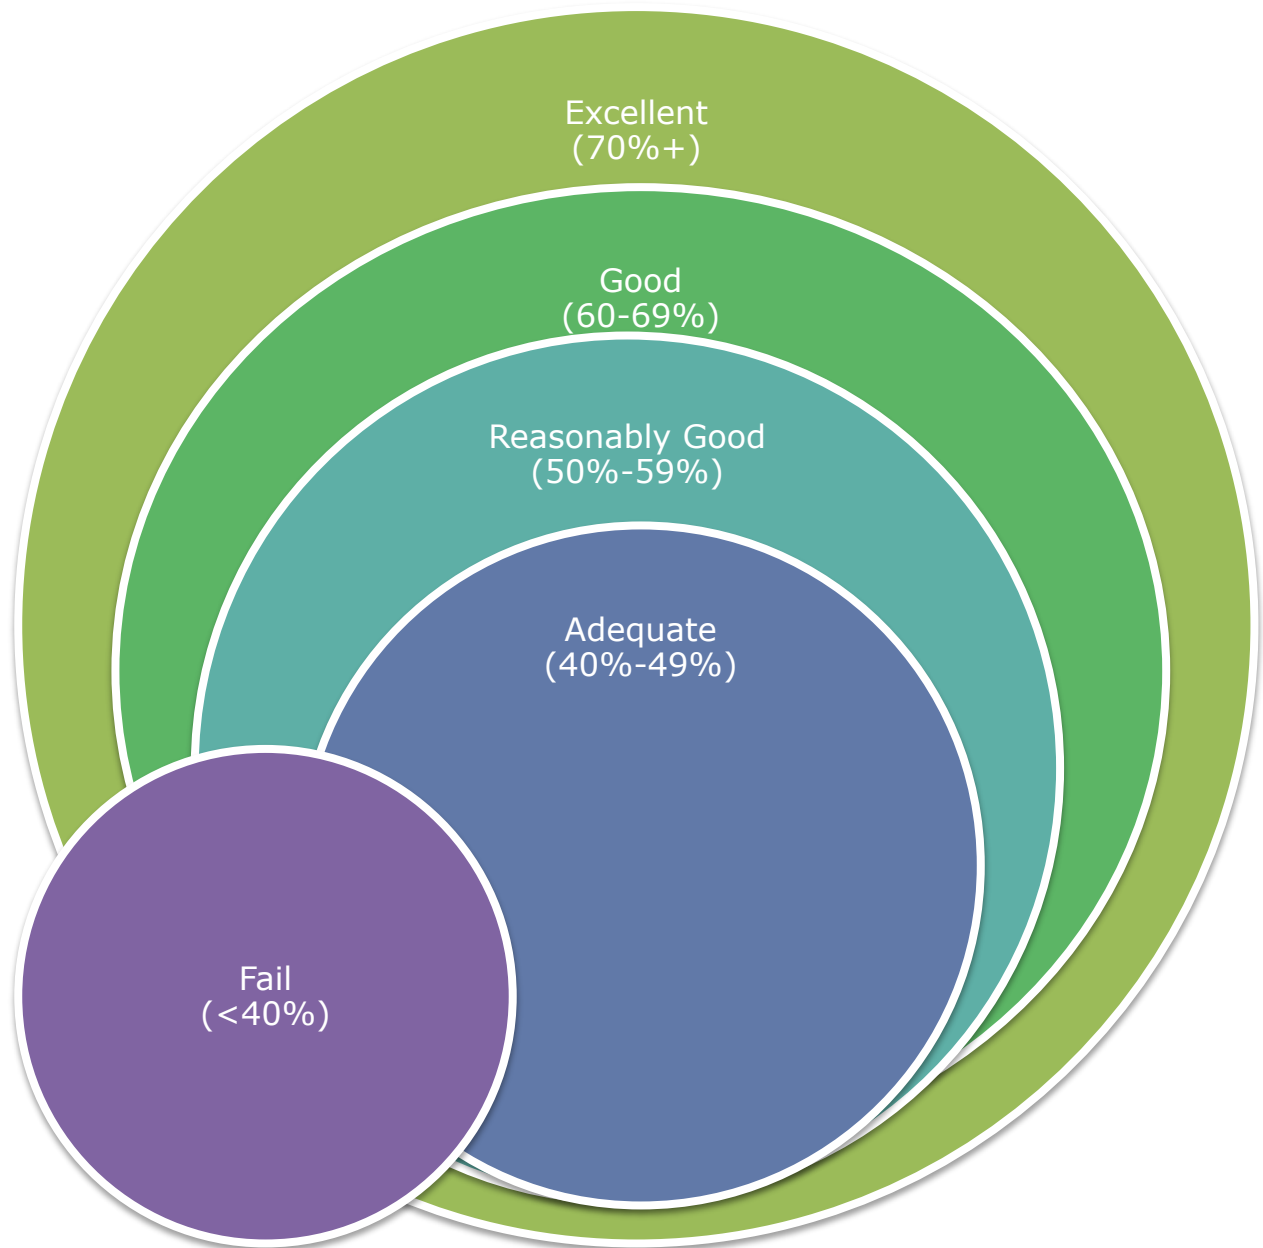 Excellent
(70%+)
Good
(60-69%)
Reasonably Good
(50%-59%)
Adequate
(40%-49%)
Fail
(<40%)